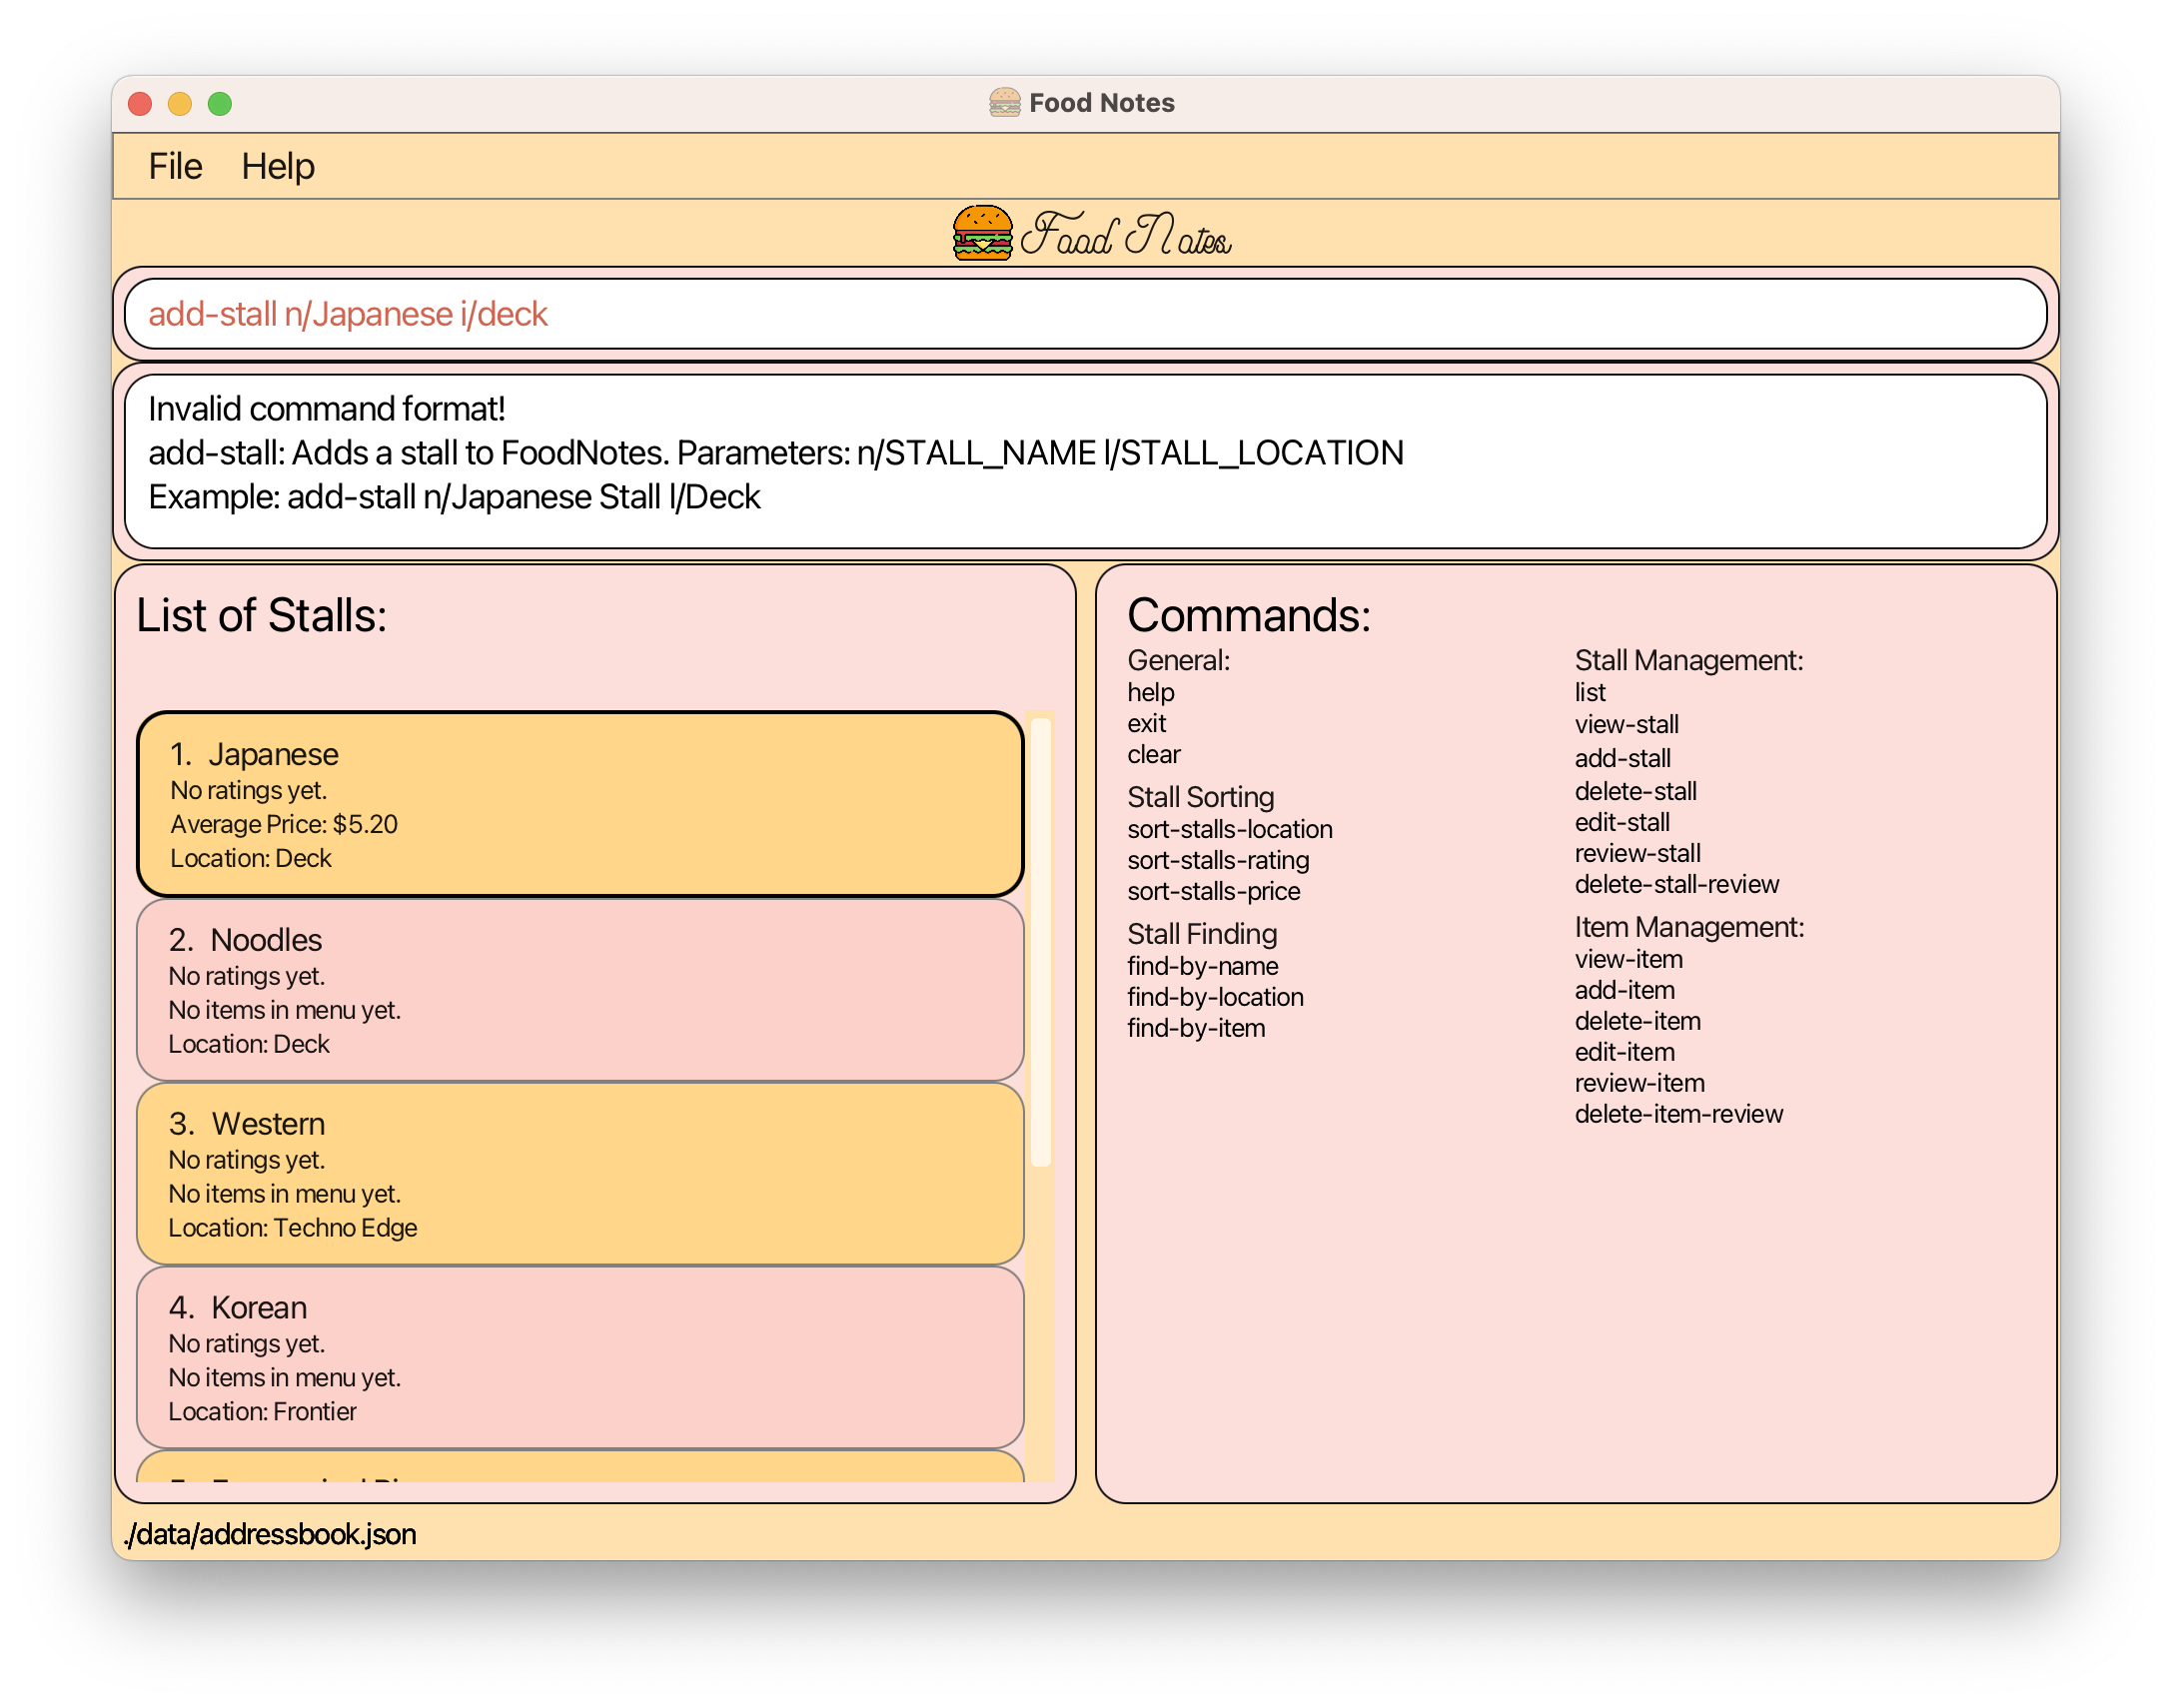 Food Notes
File Help
Food Notes
add-stall n/Japanese i/deck
Invalid command format!
add-stall: Adds a stall to FoodNotes. Parameters: n/STALL_NAME l/STALL_LOCATION
Example: add-stall n/Japanese Stall l/Deck
List of Stalls:
1. Japanese
No ratings yet.
Average Price: $5.20
Location: Deck
2. Noodles
No ratings yet.
No items in menu yet.
Location: Deck
3. Western
No ratings yet.
No items in menu yet.
Location: Techno Edge
4. Korean
No ratings yet.
No items in menu yet.
Location: Frontier
Commands:
General:
help
exit
clear
Stall Sorting
sort-stalls-location
sort-stalls-rating
sort-stalls-price
Stall Finding
find-by-name
find-by-location
find-by-item
Stall Management:
list
view-stall
add-stall
delete-stall
edit-stall
review-stall
delete-stall-review
Item Management:
view-item
add-item
delete-item
edit-item
review-item
delete-item-review
./data/addressbook.json